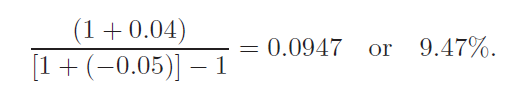 (1 + 0.04)
[1 + (−0.05)] − 1
= 0.0947 or 9.47%.